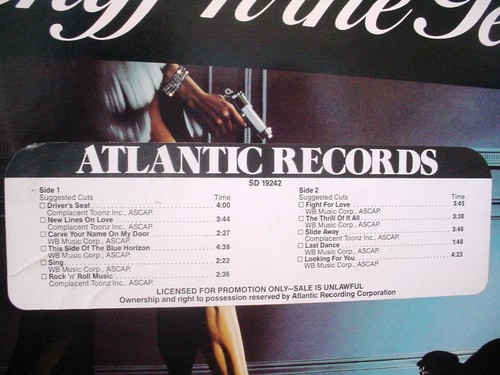 'n the
ATLANTIC RECORDS
SD 19242
Side 1
Suggested Cuts Time
Driver's Seat 4:00
Complacent Toonz Inc., ASCAP.
New Lines On Love 3:44
Complacent Toonz Inc., ASCAP.
Carve Your Name On My Door 2:27
WB Music Corp., ASCAP.
This Side Of The Blue Horizon 4:38
WB Music Corp., ASCAP.
Sing 2:22
WB Music Corp., ASCAP.
Rock 'n' Roll Music 2:36
Complacent Toonz Inc., ASCAP.
Side 2
Suggested Cuts Time
Fight For Love 3:45
WB Music Corp., ASCAP.
The Thrill Of It All 3:38
WB Music Corp., ASCAP.
Slide Away 3:46
Complacent Toonz Inc., ASCAP.
Last Dance 1:48
WB Music Corp., ASCAP.
Looking For You 4:23
WB Music Corp., ASCAP.
LICENSED FOR PROMOTION ONLY—SALE IS UNLAWFUL
Ownership and right to possession reserved by Atlantic Recording Corporation